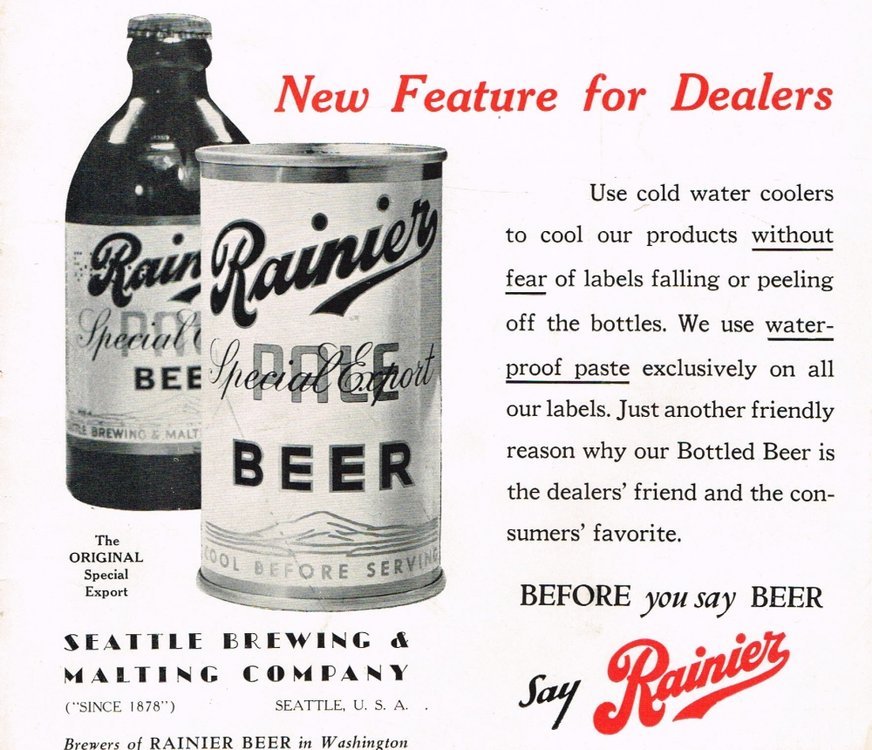 New Feature for Dealers
Use cold water coolers
to cool our products without
fear of labels falling or peeling
off the bottles. We use water-
proof paste exclusively on all
our labels. Just another friendly
reason why our Bottled Beer is
the dealers' friend and the con-
sumers' favorite.
BEFORE you say BEER
Say Rainier
Rainier
PALE
Special Export
BEER
COOL BEFORE SERVING
Rain
Special
BEE
BREWING & MALT
The
ORIGINAL
Special
Export
SEATTLE BREWING &
MALTING COMPANY
("SINCE 1878") SEATTLE, U. S. A.
Brewers of RAINIER BEER in Washington